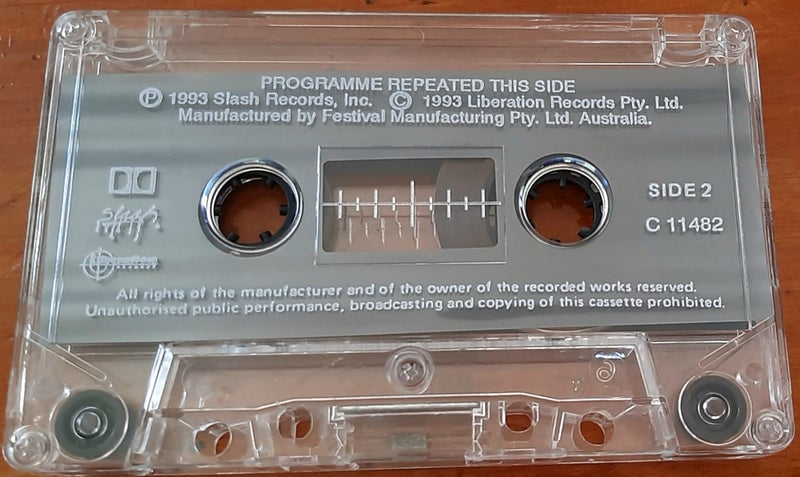 PROGRAMME REPEATED THIS SIDE
Ⓟ 1993 Slash Records, Inc. © 1993 Liberation Records Pty. Ltd.
Manufactured by Festival Manufacturing Pty. Ltd. Australia.
SIDE 2
C 11482
Slash
All rights of the manufacturer and of the owner of the recorded works reserved.
Unauthorised public performance, broadcasting and copying of this cassette prohibited.